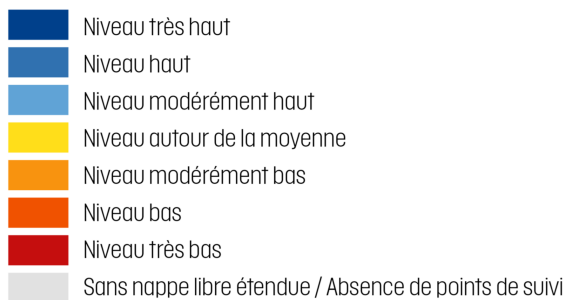 Niveau très haut
Niveau haut
Niveau modérément haut
Niveau autour de la moyenne
Niveau modérément bas
Niveau bas
Niveau très bas
Sans nappe libre étendue / Absence de points de suivi